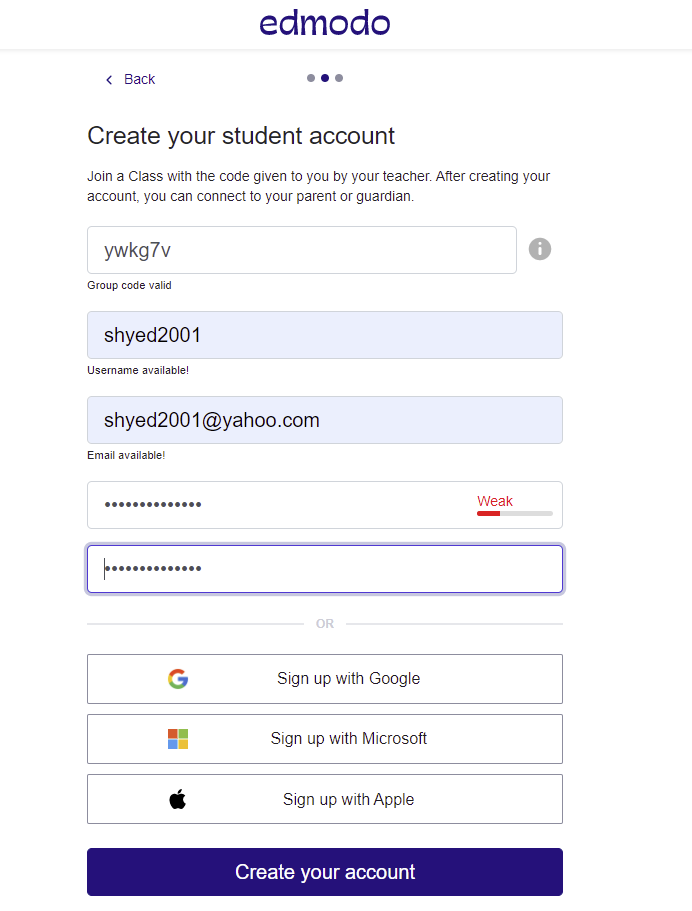 edmodo
Back
Create your student account
Join a Class with the code given to you by your teacher. After creating your
account, you can connect to your parent or guardian.
ywkg7v
Group code valid
shyed2001
Username available!
shyed2001@yahoo.com
Email available!
••••••••••••••
Weak
••••••••••••••
OR
Sign up with Google
Sign up with Microsoft
Sign up with Apple
Create your account